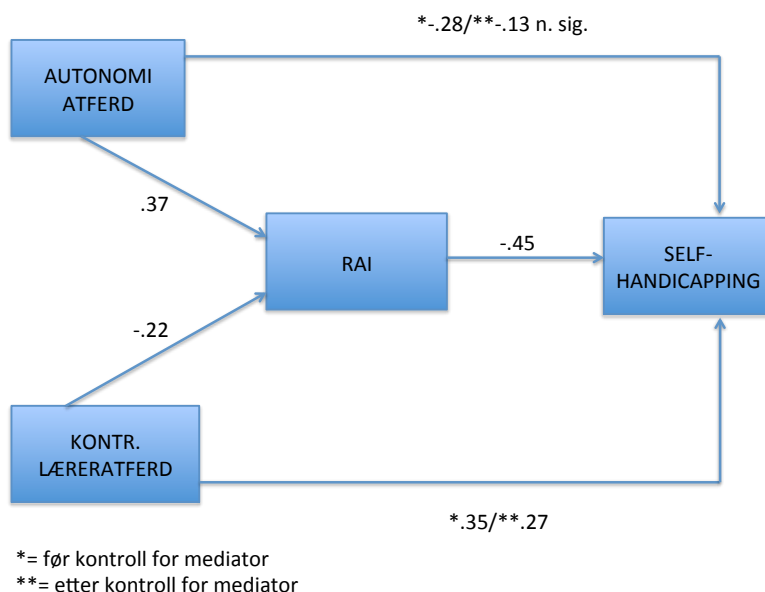 *-.28/**-.13 n. sig.
AUTONOMI
ATFERD
.37
RAI
-.45
SELF-
HANDICAPPING
-.22
KONTR.
LÆRERATFERD
*.35/**.27
*= før kontroll for mediator
**= etter kontroll for mediator